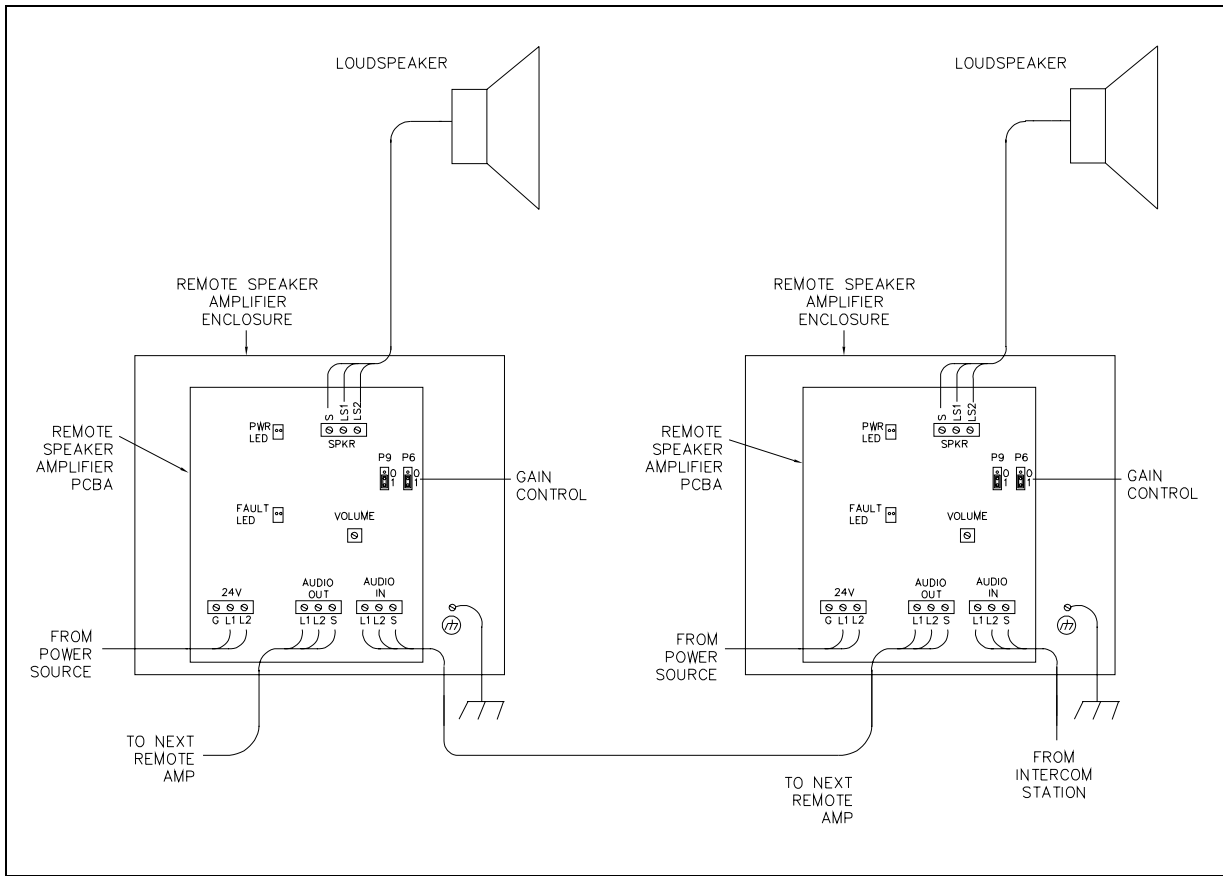 LOUDSPEAKER
REMOTE SPEAKER
AMPLIFIER
ENCLOSURE
REMOTE
SPEAKER
AMPLIFIER
PCBA
PWR
LED
S
LS1
LS2
SPKR
P9
P6
0
1
0
1
GAIN
CONTROL
FAULT
LED
VOLUME
24V
G L1 L2
AUDIO
OUT
L1 L2 S
AUDIO
IN
L1 L2 S
FROM
POWER
SOURCE
TO NEXT
REMOTE
AMP
LOUDSPEAKER
REMOTE SPEAKER
AMPLIFIER
ENCLOSURE
REMOTE
SPEAKER
AMPLIFIER
PCBA
PWR
LED
S
LS1
LS2
SPKR
P9
P6
0
1
0
1
GAIN
CONTROL
FAULT
LED
VOLUME
24V
G L1 L2
AUDIO
OUT
L1 L2 S
AUDIO
IN
L1 L2 S
FROM
POWER
SOURCE
TO NEXT
REMOTE
AMP
FROM
INTERCOM
STATION